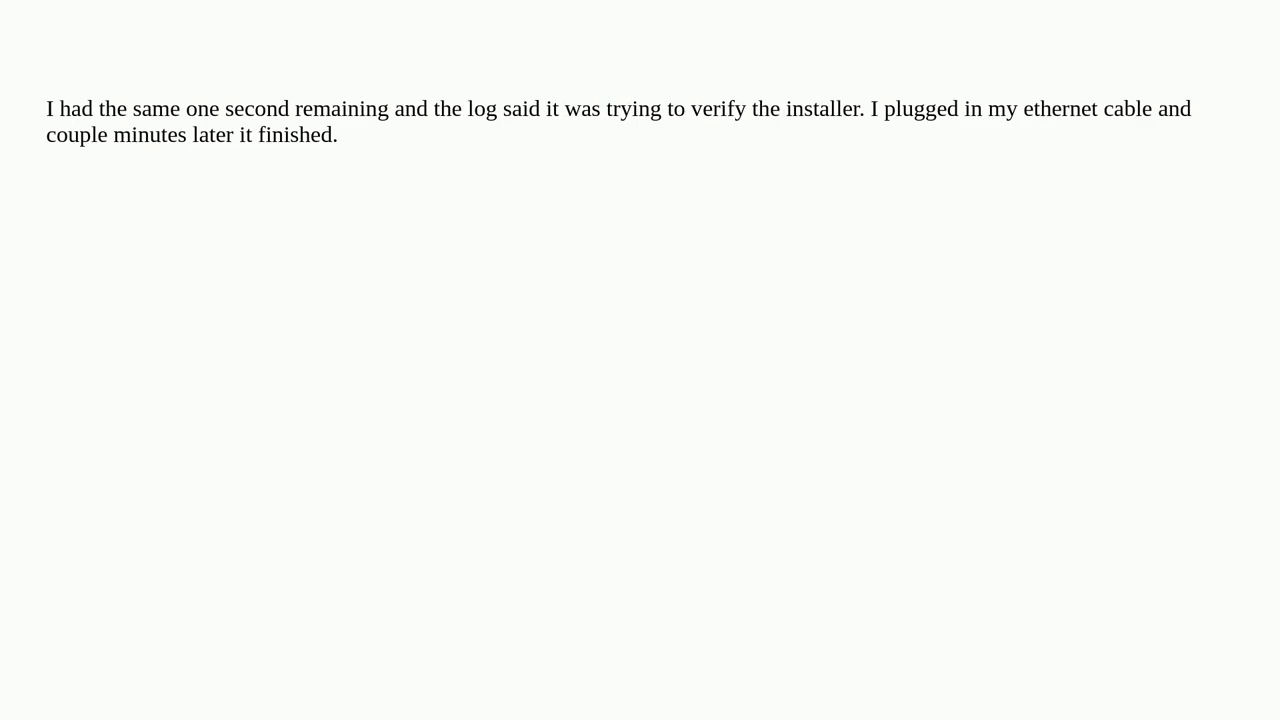 I had the same one second remaining and the log said it was trying to verify the installer. I plugged in my ethernet cable and
couple minutes later it finished.